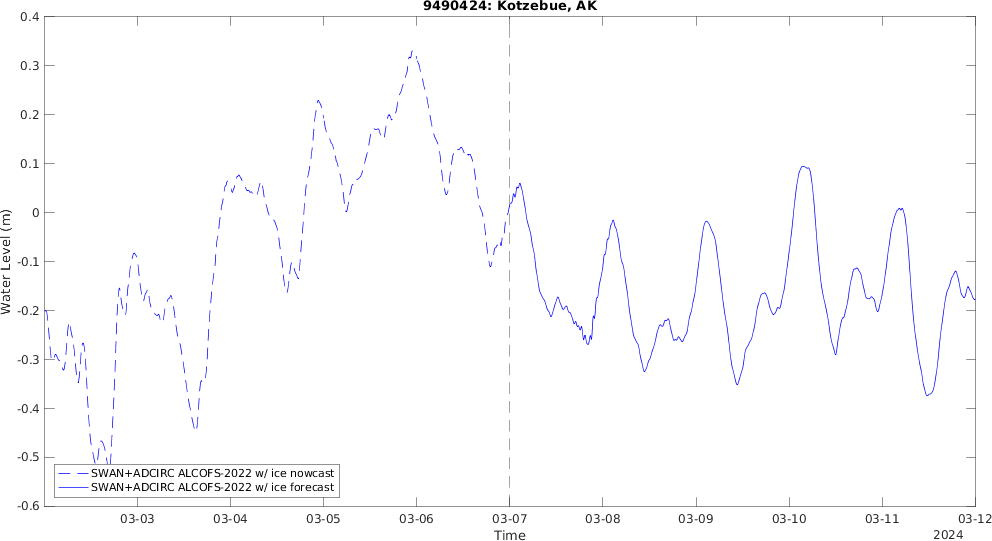 9490424: Kotzebue, AK
0.4
0.3
0.2
0.1
0
-0.1
-0.2
-0.3
-0.4
-0.5
-0.6
Water Level (m)
SWAN+ADCIRC ALCOFS-2022 w/ ice nowcast
SWAN+ADCIRC ALCOFS-2022 w/ ice forecast
03-03 03-04 03-05 03-06 03-07 03-08 03-09 03-10 03-11 03-12
Time
2024